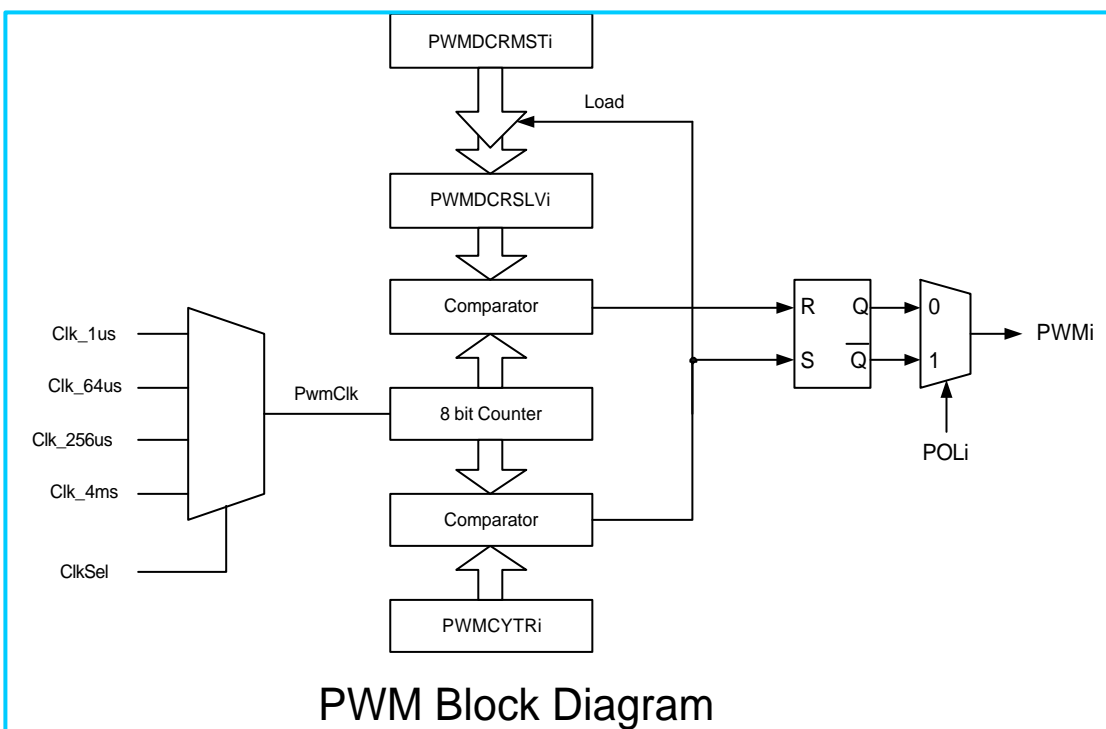 PWMDCRMSTi
Load
PWMDCRSLVi
Comparator
R Q 0
Clk_1us
PWMi
S Q 1
Clk_64us
PwmClk
8 bit Counter
Clk_256us
POLi
Clk_4ms
Comparator
ClkSel
PWMCYTRi
PWM Block Diagram